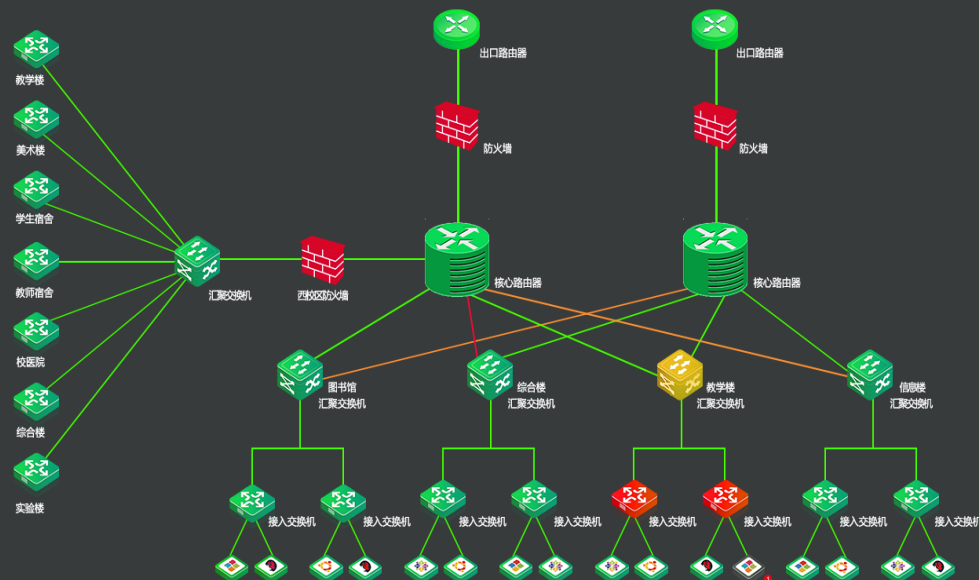 出口路由器
出口路由器
教学楼
防火墙
防火墙
美术楼
学生宿舍
教师宿舍
汇聚交换机
西校区防火墙
核心路由器
核心路由器
校医院
图书馆
汇聚交换机
综合楼
汇聚交换机
教学楼
汇聚交换机
信息楼
汇聚交换机
综合楼
实验楼
接入交换机
接入交换机
接入交换机
接入交换机
接入交换机
接入交换机
接入交换机
接入交换机
1